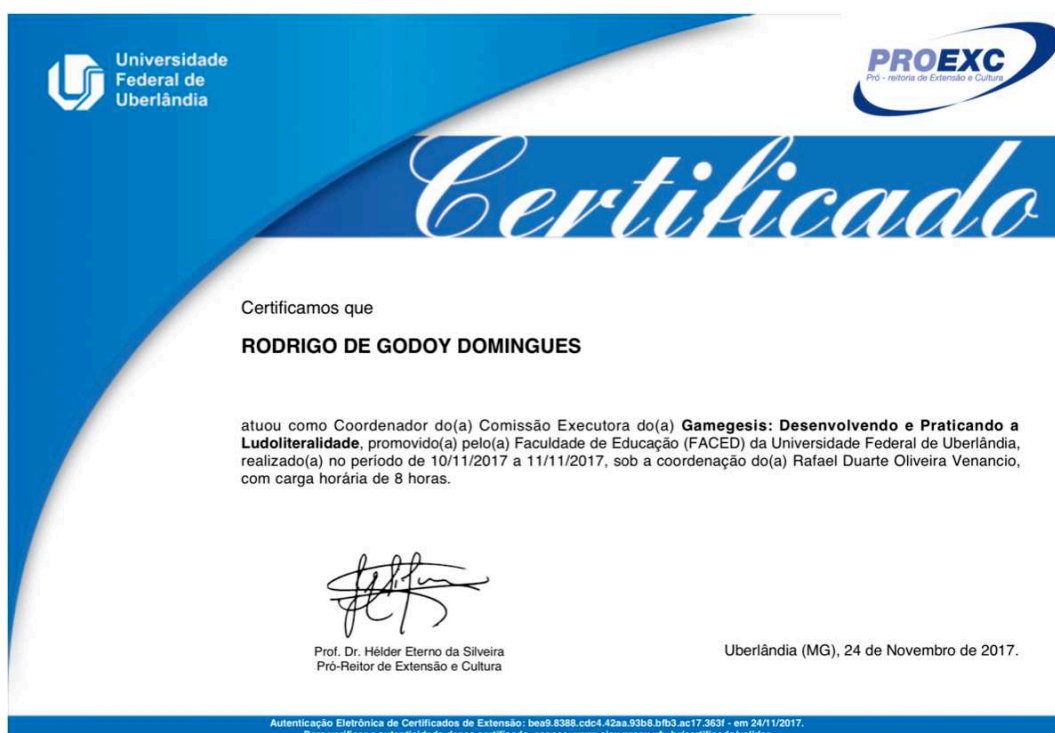 Universidade
Federal de
Uberlândia
PROEXC
Pró - reitoria de Extensão e Cultura
Certificado
Certificamos que
RODRIGO DE GODOY DOMINGUES
atuou como Coordenador do(a) Comissão Executora do(a) Gamegesis: Desenvolvendo e Praticando a
Ludoliteralidade, promovido(a) pelo(a) Faculdade de Educação (FACED) da Universidade Federal de Uberlândia,
realizado(a) no período de 10/11/2017 a 11/11/2017, sob a coordenação do(a) Rafael Duarte Oliveira Venancio,
com carga horária de 8 horas.
Prof. Dr. Hélder Eterno da Silveira
Pró-Reitor de Extensão e Cultura
Uberlândia (MG), 24 de Novembro de 2017.
Autenticação Eletrônica de Certificados de Extensão: bea9.8388.cdc4.42aa.93b8.bfb3.ac17.363f - em 24/11/2017.